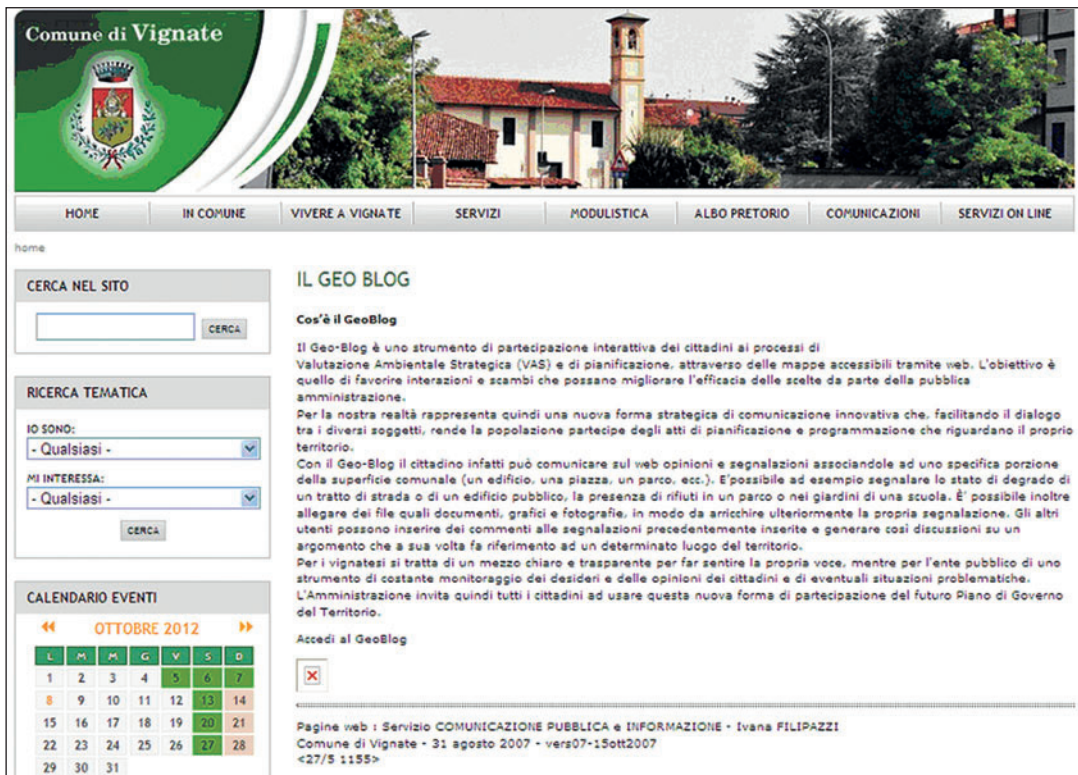 Comune di Vignate
HOME IN COMUNE VIVERE A VIGNATE SERVIZI MODULISTICA ALBO PRETORIO COMUNICAZIONI SERVIZI ON LINE
home
CERCA NEL SITO
CERCA
RICERCA TEMATICA
IO SONO:
- Qualsiasi -
MI INTERESSA:
- Qualsiasi -
CERCA
CALENDARIO EVENTI
OTTOBRE 2012
L M M G V S D
1 2 3 4 5 6 7
8 9 10 11 12 13 14
15 16 17 18 19 20 21
22 23 24 25 26 27 28
29 30 31
IL GEO BLOG
Cos'è il GeoBlog
Il Geo-Blog è uno strumento di partecipazione interattiva dei cittadini ai processi di
Valutazione Ambientale Strategica (VAS) e di pianificazione, attraverso delle mappe accessibili tramite web. L'obiettivo è
quello di favorire interazioni e scambi che possano migliorare l'efficacia delle scelte da parte della pubblica
amministrazione.
Per la nostra realtà rappresenta quindi una nuova forma strategica di comunicazione innovativa che, facilitando il dialogo
tra i diversi soggetti, rende la popolazione partecipe degli atti di pianificazione e programmazione che riguardano il proprio
territorio.
Con il Geo-Blog il cittadino infatti può comunicare sul web opinioni e segnalazioni associandole ad uno specifica porzione
della superficie comunale (un edificio, una piazza, un parco, ecc.). E'possibile ad esempio segnalare lo stato di degrado di
un tratto di strada o di un edificio pubblico, la presenza di rifiuti in un parco o nei giardini di una scuola. È' possibile inoltre
allegare dei file quali documenti, grafici e fotografie, in modo da arricchire ulteriormente la propria segnalazione. Gli altri
utenti possono inserire dei commenti alle segnalazioni precedentemente inserite e generare così discussioni su un
argomento che a sua volta fa riferimento ad un determinato luogo del territorio.
Per i vignatesi si tratta di un mezzo chiaro e trasparente per far sentire la propria voce, mentre per l'ente pubblico di uno
strumento di costante monitoraggio dei desideri e delle opinioni dei cittadini e di eventuali situazioni problematiche.
L'Amministrazione invita quindi tutti i cittadini ad usare questa nuova forma di partecipazione del futuro Piano di Governo
del Territorio.
Accedi al GeoBlog
Pagine web : Servizio COMUNICAZIONE PUBBLICA e INFORMAZIONE - Ivana FILIPAZZI
Comune di Vignate - 31 agosto 2007 - vers07-15ott2007
<27/5 1155>